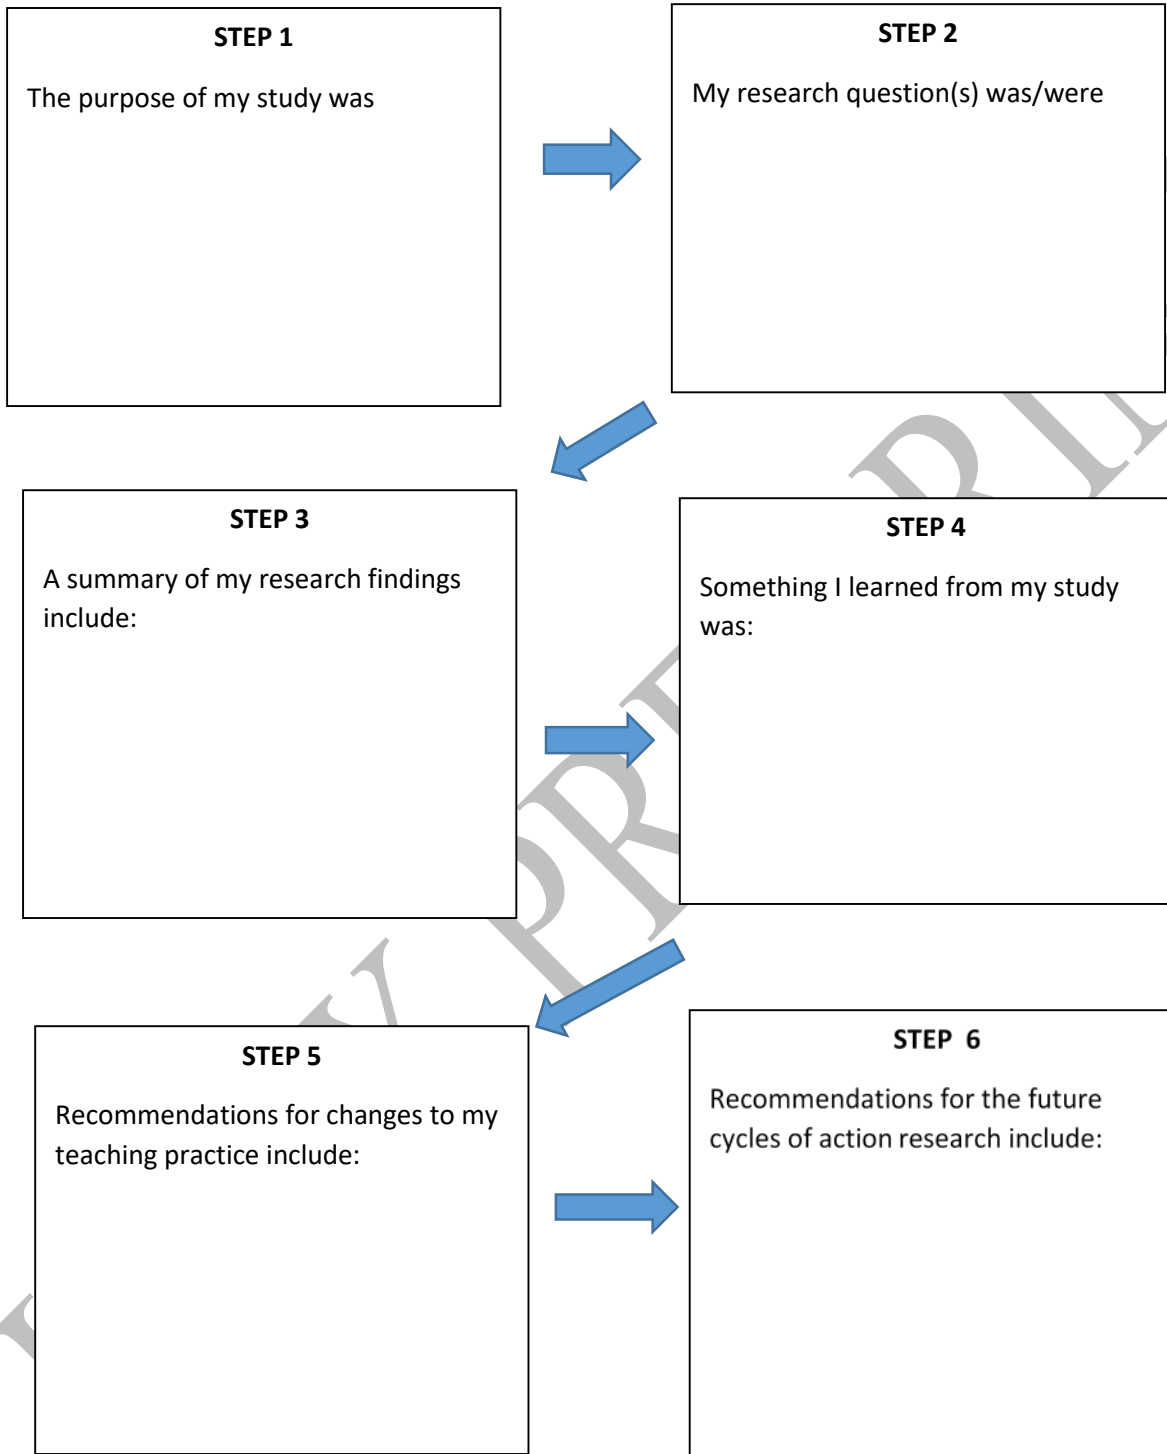 STEP 1
The purpose of my study was
STEP 2
My research question(s) was/were
STEP 3
A summary of my research findings
include:
STEP 4
Something I learned from my study
was:
STEP 5
Recommendations for changes to my
teaching practice include:
STEP 6
Recommendations for the future
cycles of action research include: